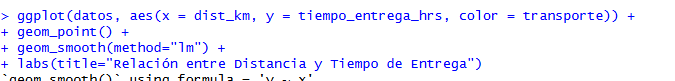 > ggplot(datos, aes(x = dist_km, y = tiempo_entrega_hrs, color = transporte)) +
+ geom_point() +
+ geom_smooth(method="lm") +
+ labs(title="Relación entre Distancia y Tiempo de Entrega")
`geom_smooth()` using formula = 'y ~ x'